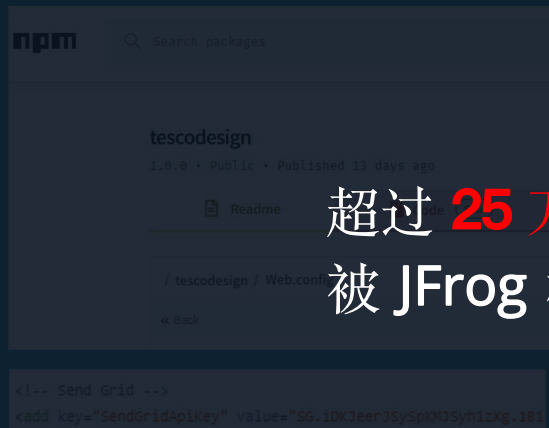 npm
Search packages
tescodesign
1.0.0 • Public • Published 13 days ago
Readme
超过 25
/ tescodesign / Web.config
被 JFrog
« Back
<!-- Send Grid -->
<add key="SendGridApiKey" value="SG.iDKJeerJSySpKMJSyh1zXg.1B1